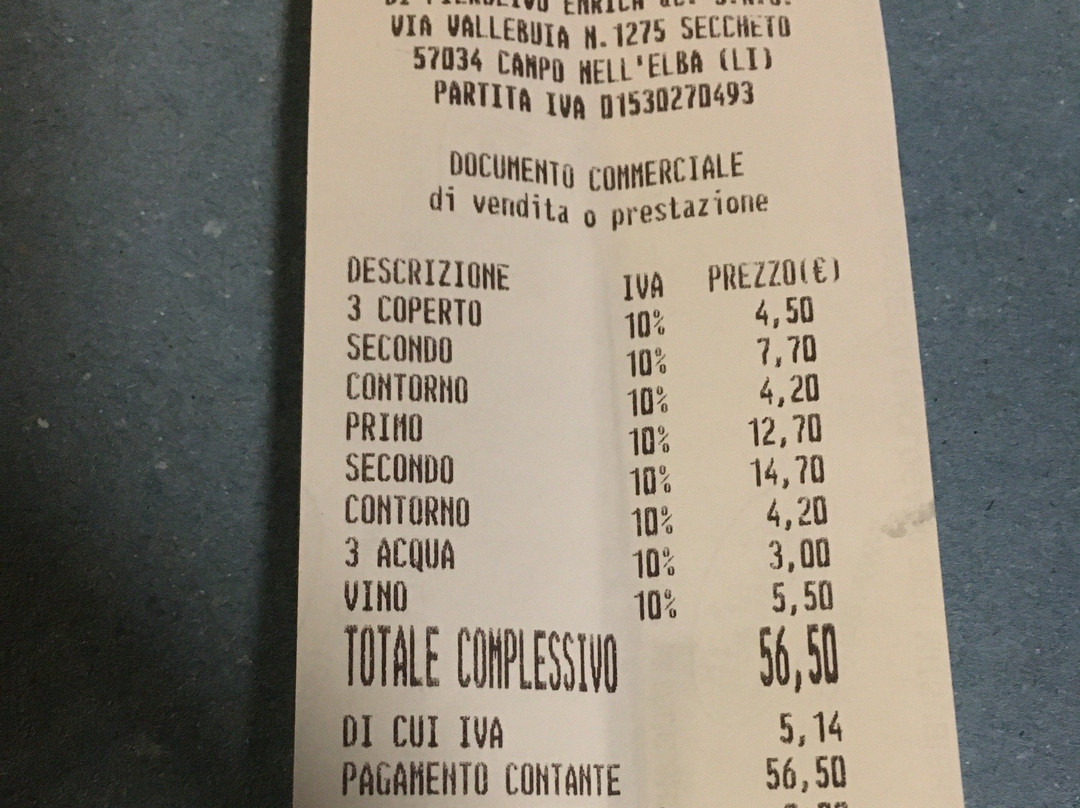 VIA VALLEBUIA N.1275 SECCHETO
57034 CAMPO NELL'ELBA (LI)
PARTITA IVA 01530270493
DOCUMENTO COMMERCIALE
di vendita o prestazione
DESCRIZIONE IVA PREZZO(€)
3 COPERTO 10% 4,50
SECONDO 10% 7,70
CONTORNO 10% 4,20
PRIMO 10% 12,70
SECONDO 10% 14,70
CONTORNO 10% 4,20
3 ACQUA 10% 3,00
VINO 10% 5,50
TOTALE COMPLESSIVO 56,50
DI CUI IVA 5,14
PAGAMENTO CONTANTE 56,50